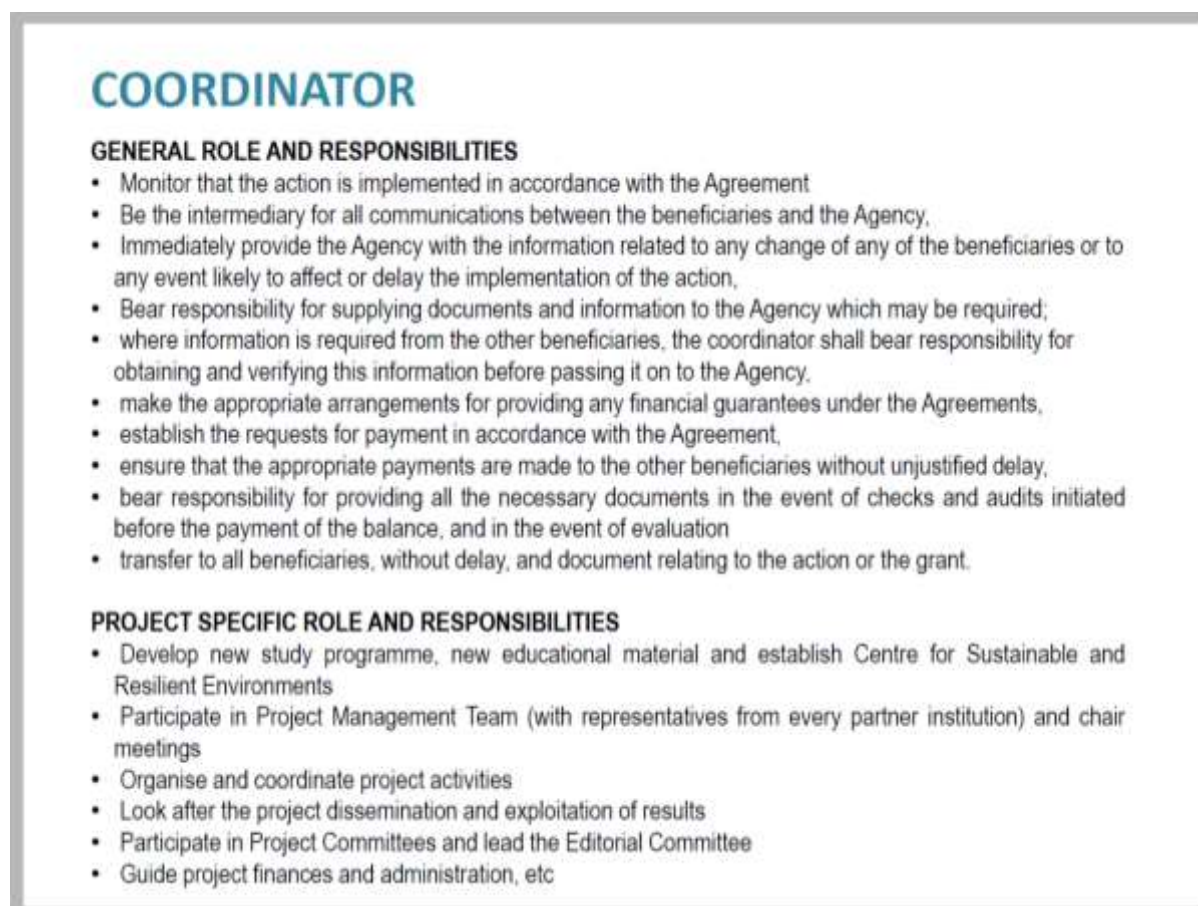 COORDINATOR
GENERAL ROLE AND RESPONSIBILITIES
• Monitor that the action is implemented in accordance with the Agreement
• Be the intermediary for all communications between the beneficiaries and the Agency,
• Immediately provide the Agency with the information related to any change of any of the beneficiaries or to
any event likely to affect or delay the implementation of the action,
• Bear responsibility for supplying documents and information to the Agency which may be required;
• where information is required from the other beneficiaries, the coordinator shall bear responsibility for
obtaining and verifying this information before passing it on to the Agency,
• make the appropriate arrangements for providing any financial guarantees under the Agreements,
• establish the requests for payment in accordance with the Agreement,
• ensure that the appropriate payments are made to the other beneficiaries without unjustified delay,
• bear responsibility for providing all the necessary documents in the event of checks and audits initiated
before the payment of the balance, and in the event of evaluation
• transfer to all beneficiaries, without delay, and document relating to the action or the grant.
PROJECT SPECIFIC ROLE AND RESPONSIBILITIES
• Develop new study programme, new educational material and establish Centre for Sustainable and
Resilient Environments
• Participate in Project Management Team (with representatives from every partner institution) and chair
meetings
• Organise and coordinate project activities
• Look after the project dissemination and exploitation of results
• Participate in Project Committees and lead the Editorial Committee
• Guide project finances and administration, etc